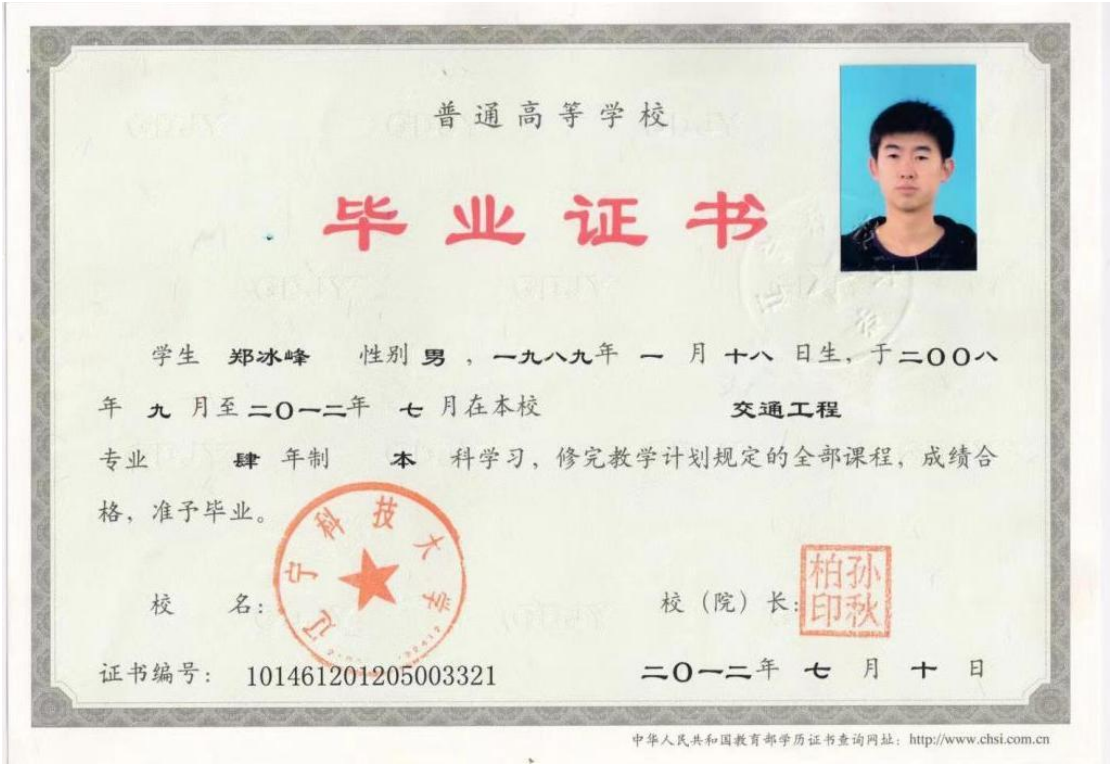 普通高等学校
毕业证书
学生 郑冰峰 性别 男 ，一九八九年 一 月 十八 日生，于二〇〇八
年 九 月至二〇一二年 七 月在本校 交通工程
专业 肆 年制 本 科学习，修完教学计划规定的全部课程，成绩合
格，准予毕业。
辽宁科技大学
校 名：
校（院）长：
孙秋柏印
证书编号： 101461201205003321
二〇一二年 七 月 十 日
中华人民共和国教育部学历证书查询网址：http://www.chsi.com.cn